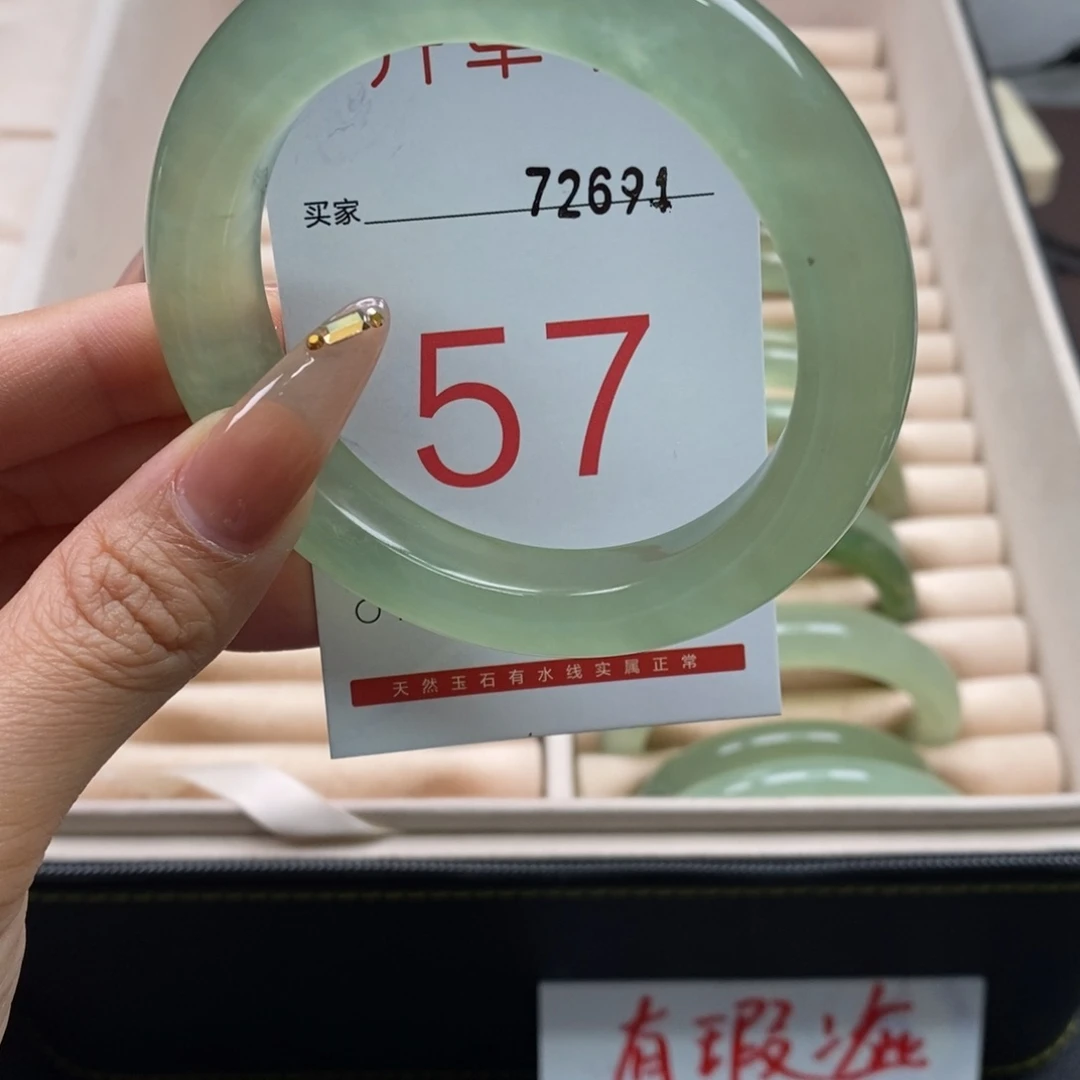 买家 72691
57
天然玉石有水线实属正常
有瑕疵